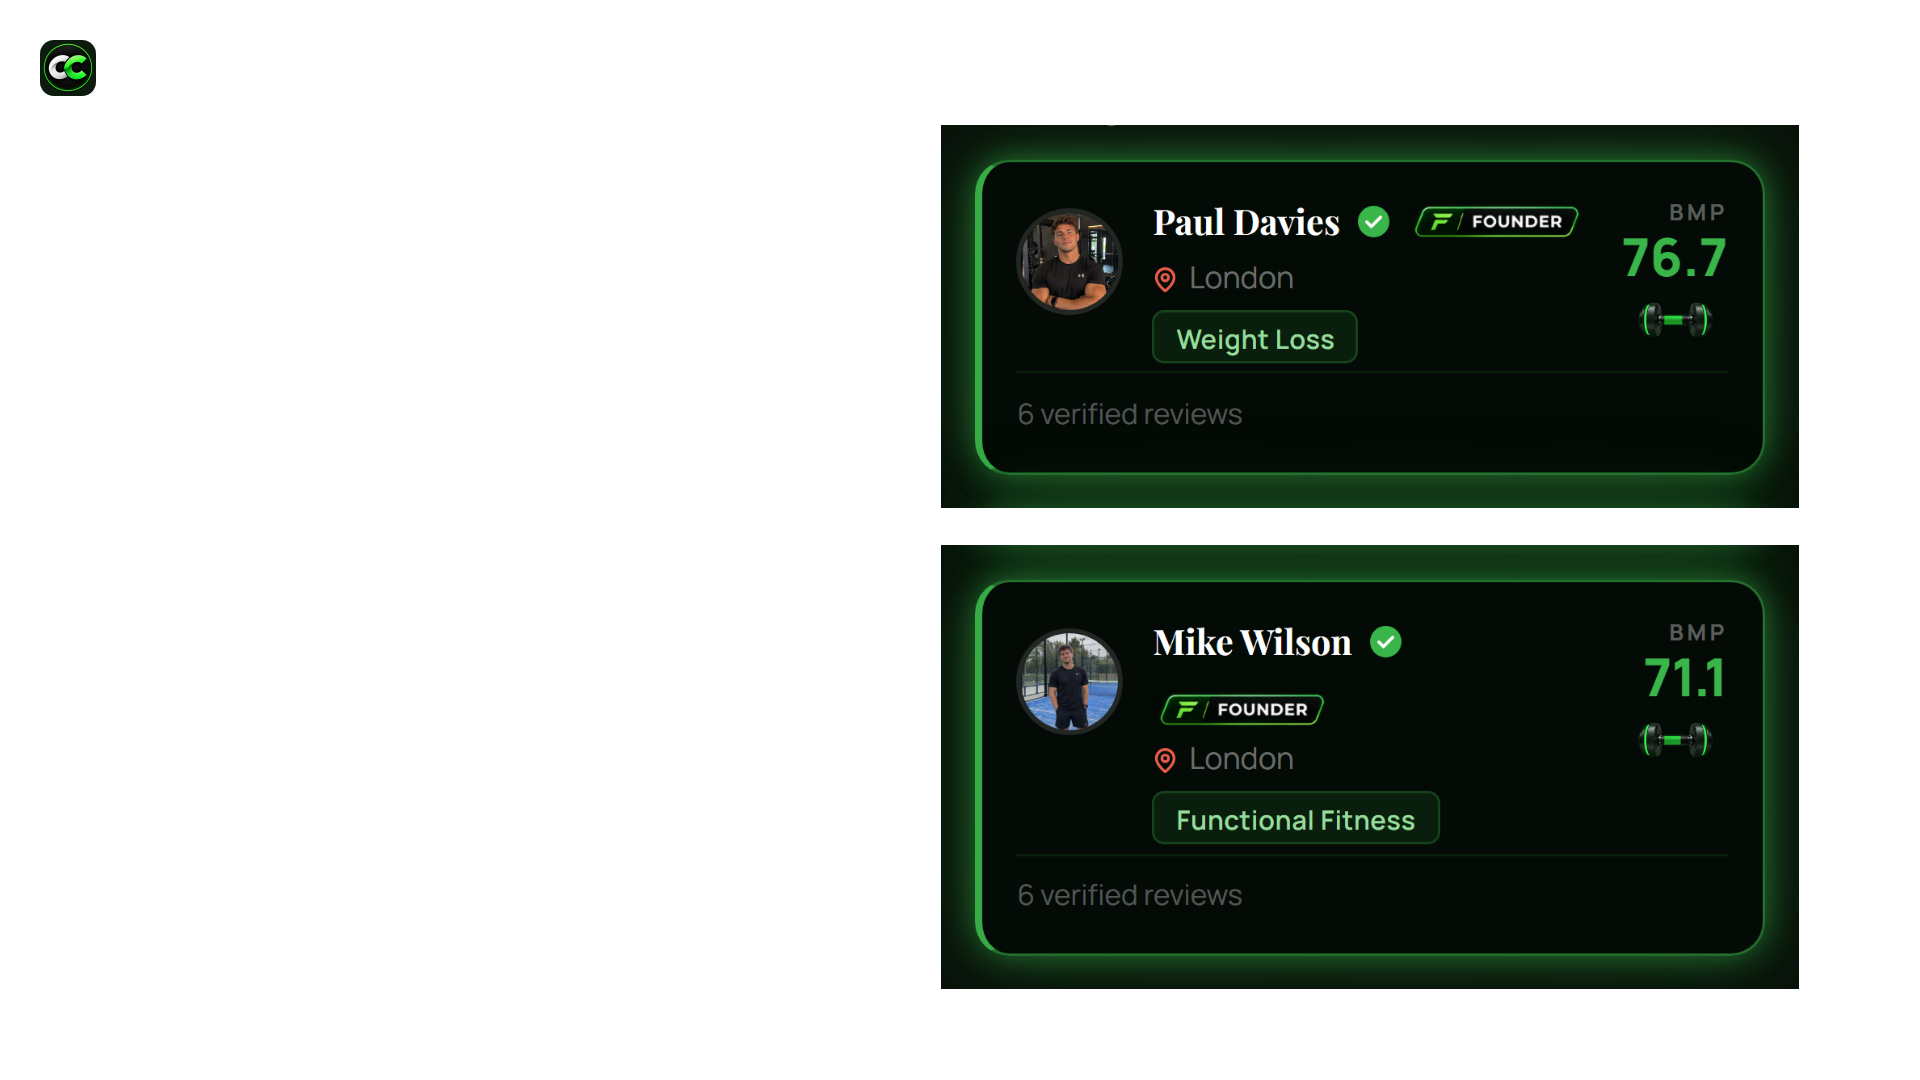 CC
Paul Davies
F / FOUNDER
BMP
76.7
London
Weight Loss
6 verified reviews
Mike Wilson
BMP
71.1
F / FOUNDER
London
Functional Fitness
6 verified reviews